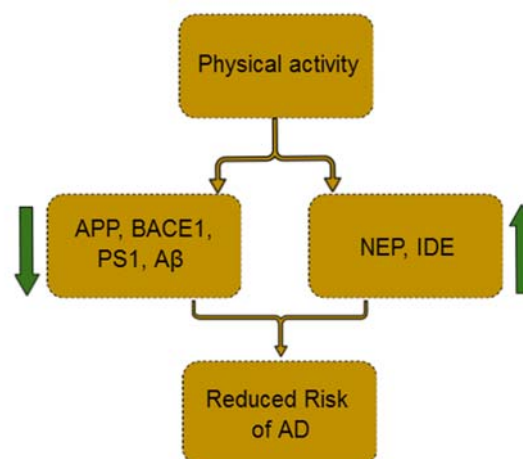 Physical activity
APP, BACE1,
PS1, Aβ
NEP, IDE
Reduced Risk
of AD